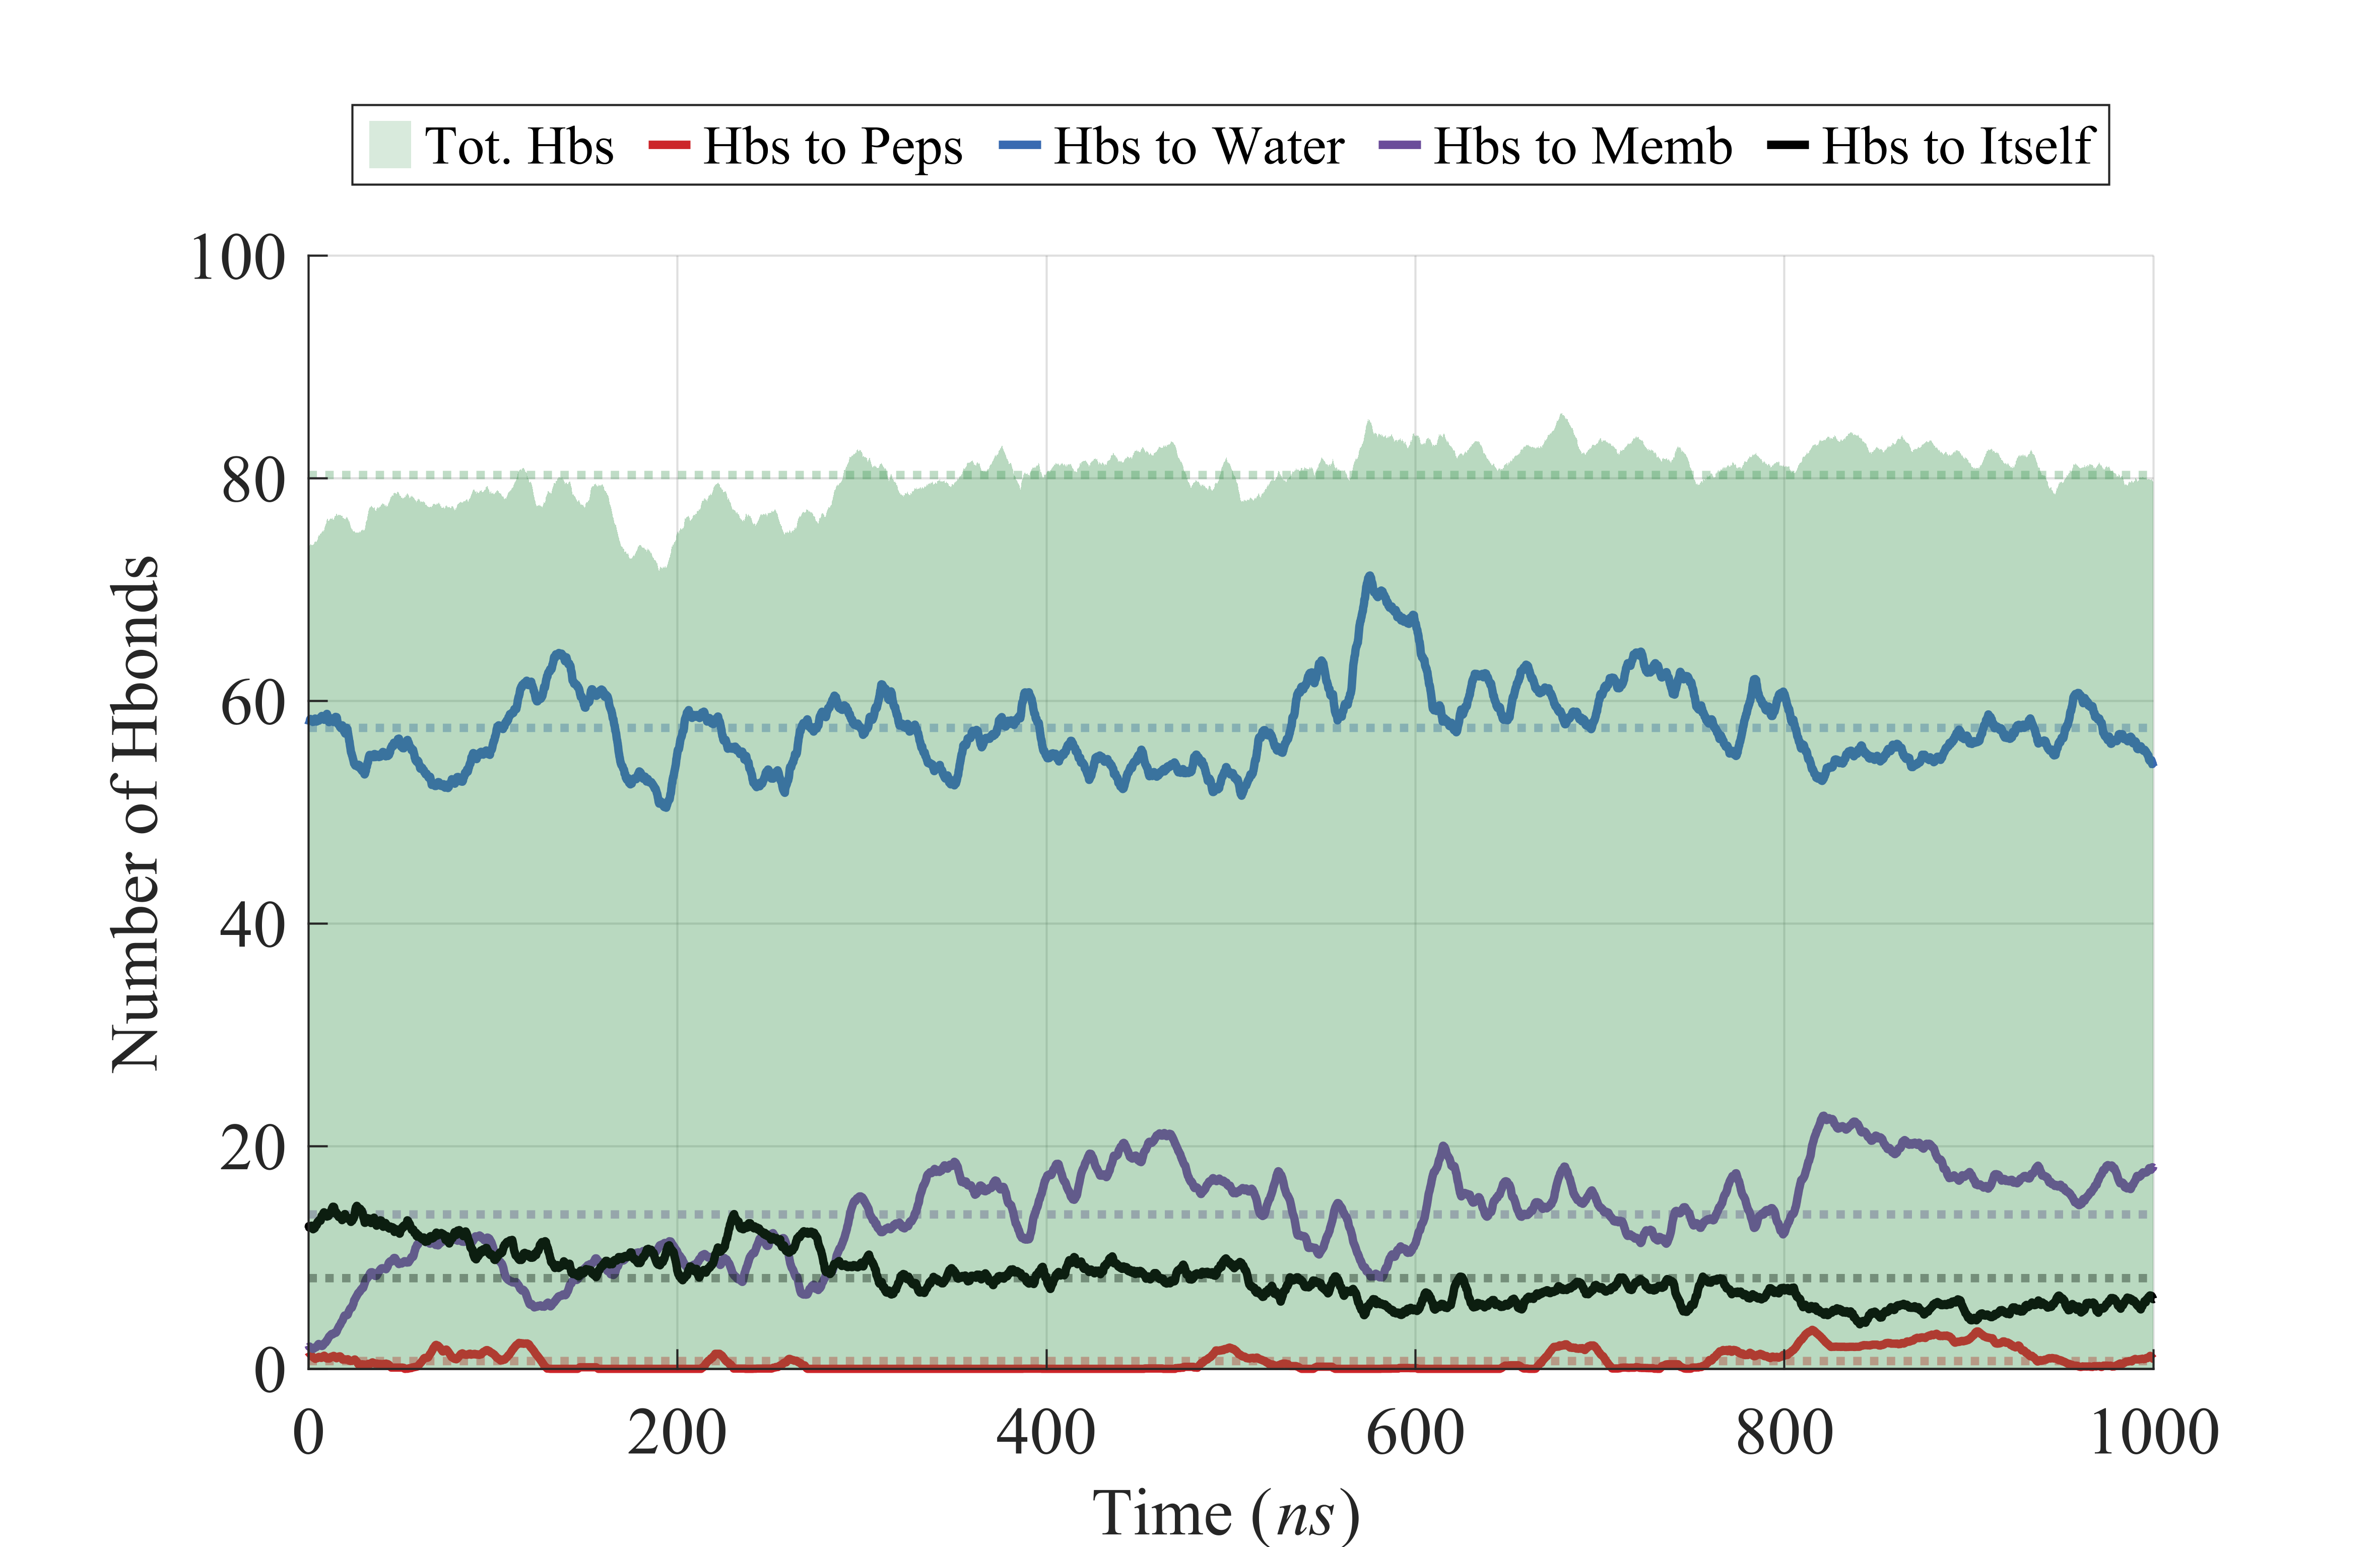 Tot. Hbs Hbs to Peps Hbs to Water Hbs to Memb Hbs to Itself
100
80
60
40
20
0
Number of Hbonds
0 200 400 600 800 1000
Time (ns)